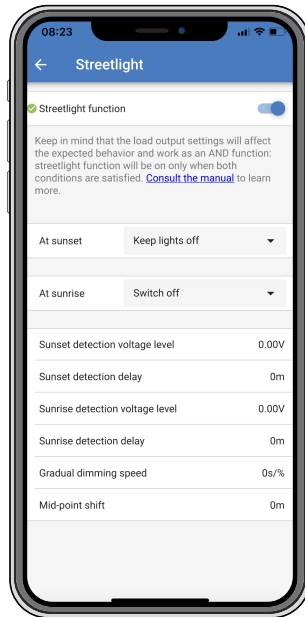 08:23
Streetlight
Streetlight function
Keep in mind that the load output settings will affect
the expected behavior and work as an AND function:
streetlight function will be on only when both
conditions are satisfied. Consult the manual to learn
more.
At sunset Keep lights off
At sunrise Switch off
Sunset detection voltage level 0.00V
Sunset detection delay 0m
Sunrise detection voltage level 0.00V
Sunrise detection delay 0m
Gradual dimming speed 0s/%
Mid-point shift 0m